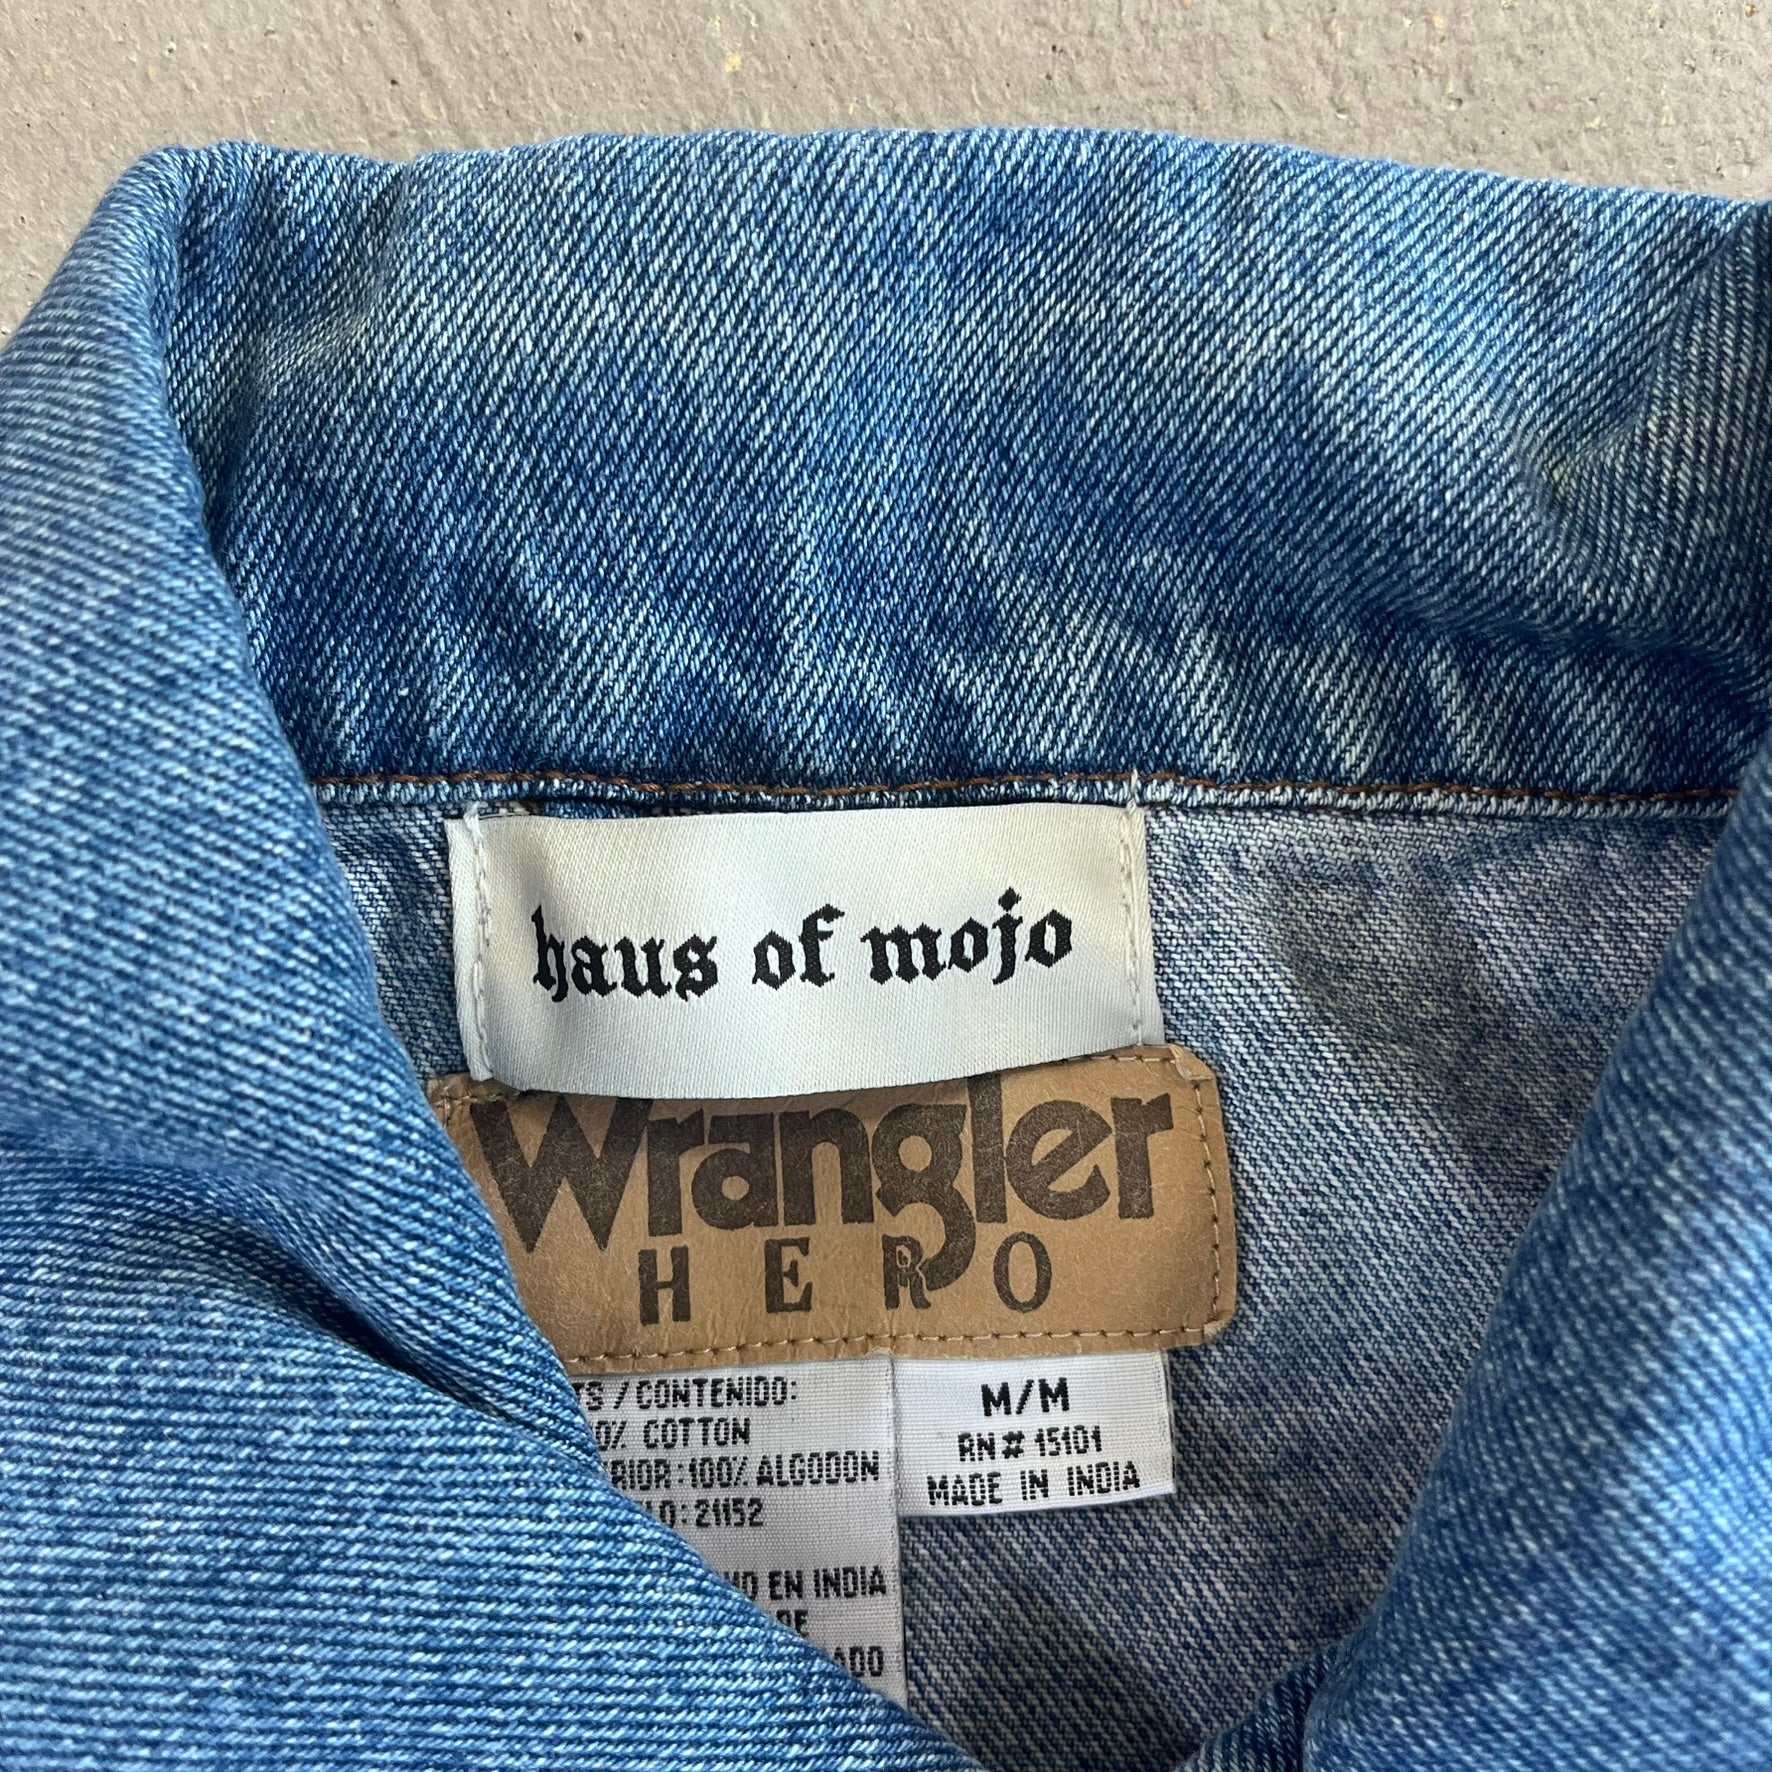 haus of mojo
Wrangler
HERO
/ CONTENIDO:
COTTON
:100% ALGODON
: 21152
EN INDIA
M/M
RN# 15101
MADE IN INDIA